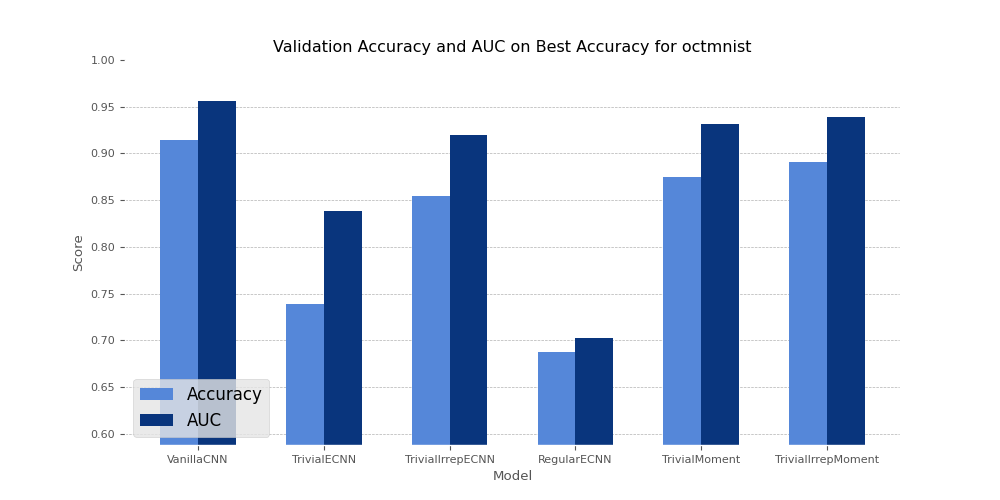 Validation Accuracy and AUC on Best Accuracy for octmnist
1.00
0.95
0.90
0.85
0.80
0.75
0.70
0.65
0.60
Score
Accuracy
AUC
VanillaCNN TrivialECNN TrivialIrrepECNN RegularECNN TrivialMoment TrivialIrrepMoment
Model